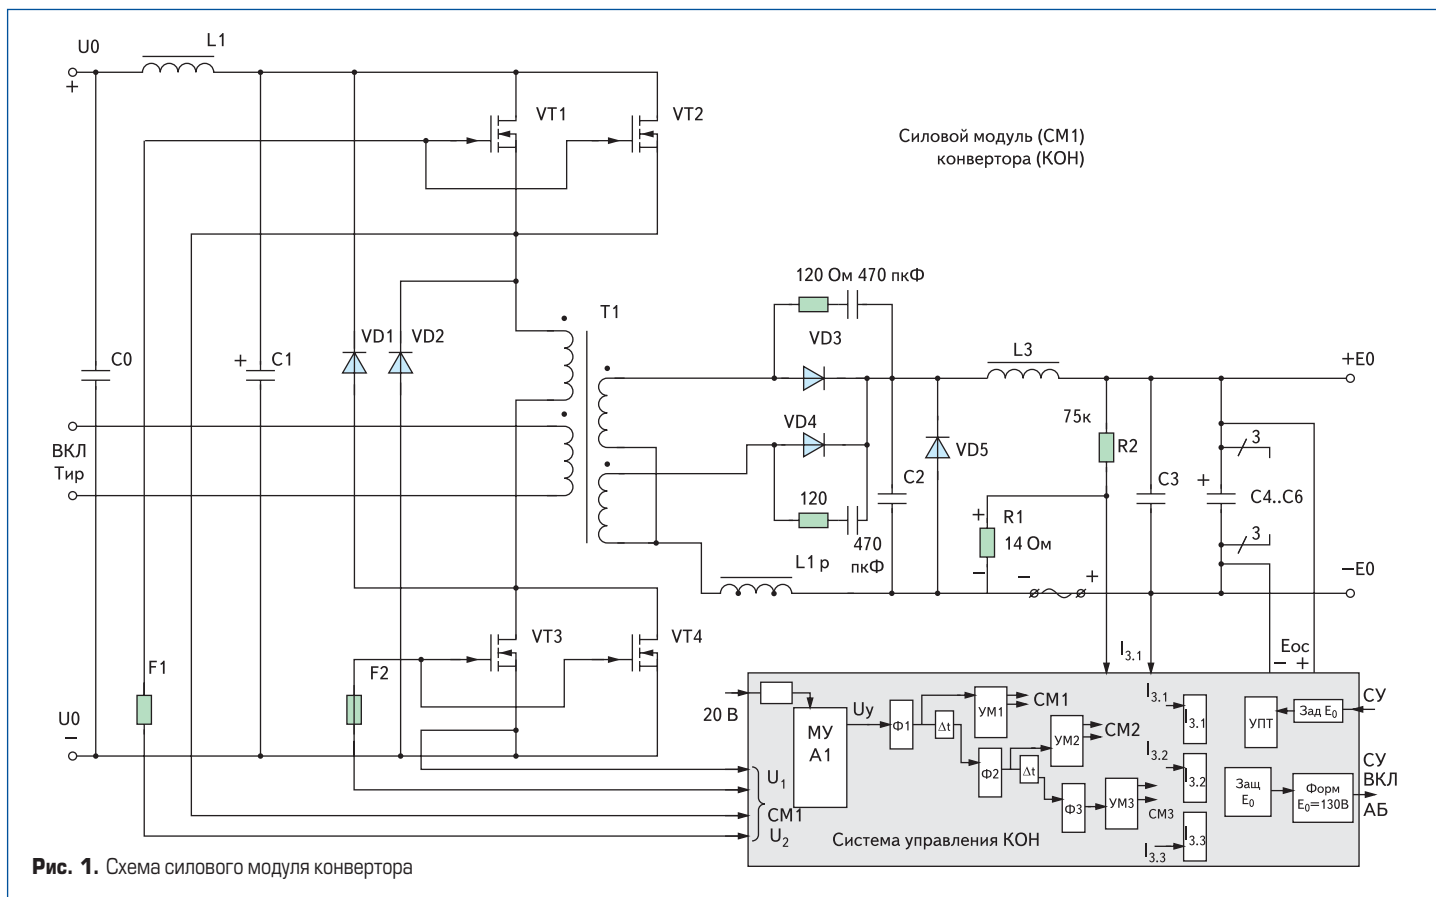 U0
+
L1
VT1
VT2
Силовой модуль (СМ1)
конвертора (КОН)
C0
+
C1
VD1
VD2
T1
120 Ом 470 пкФ
VD3
VD4
120
470
пкФ
C2
VD5
L3
75к
R2
+
R1
14 Ом
−
C3
+
3
C4..C6
3
+E0
−E0
L1 р
−
+
ВКЛ
Тир
VT3
VT4
F1
F2
U0
−
I3.1
Еос
−
+
20 В
МУ
А1
Uу
Ф1
Δt
УМ1
СМ1
Ф2
Δt
УМ2
СМ2
Ф3
УМ3
СМ3
I3.1
I3.1
I3.2
I3.2
I3.3
I3.3
УПТ
Зад E0
СУ
Защ
E0
Форм
E0=130В
СУ
ВКЛ
АБ
U1
СМ1
U2
Система управления КОН
Рис. 1. Схема силового модуля конвертора